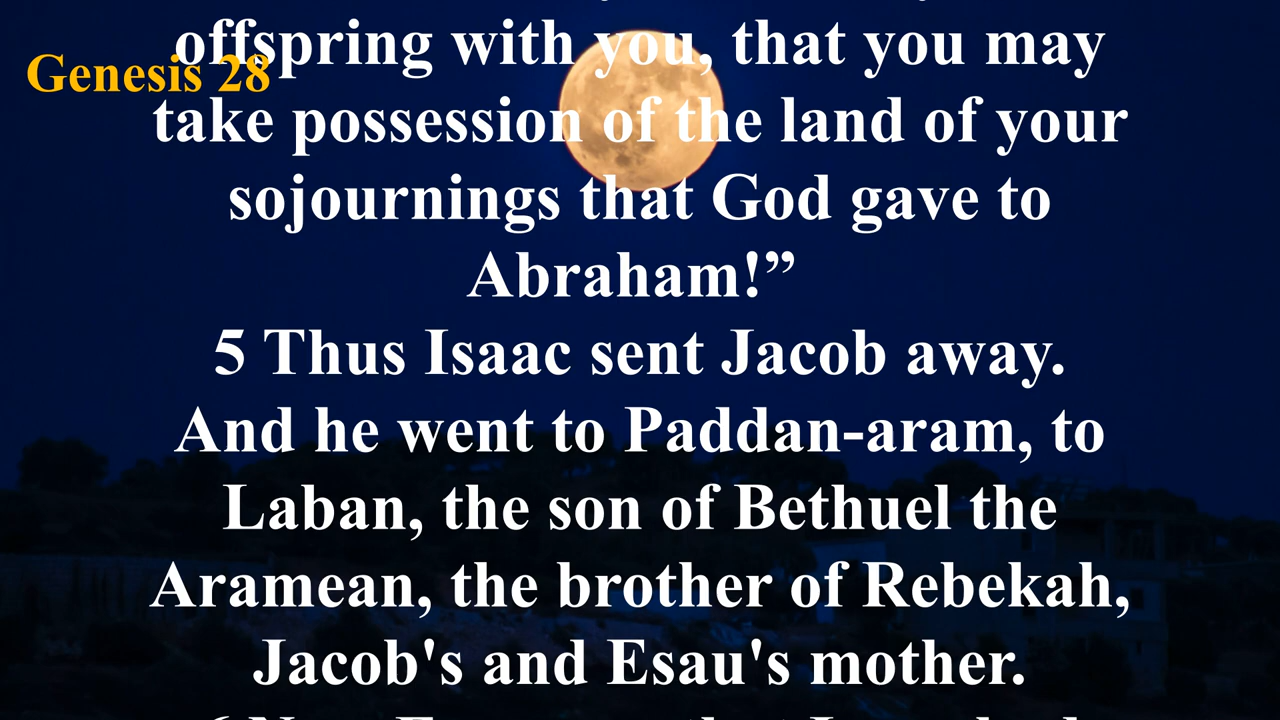 offspring with you, that you may
Genesis 28
take possession of the land of your
sojournings that God gave to
Abraham!”
5 Thus Isaac sent Jacob away.
And he went to Paddan-aram, to
Laban, the son of Bethuel the
Aramean, the brother of Rebekah,
Jacob's and Esau's mother.